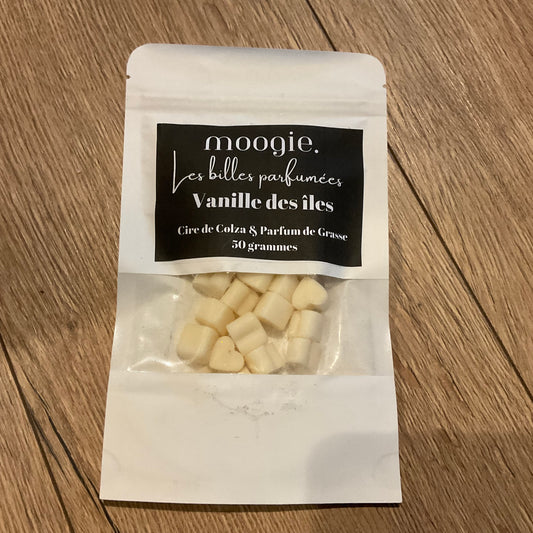 moogie.
Les billes parfumées
Vanille des îles
Cire de Colza & Parfum de Grasse
50 grammes